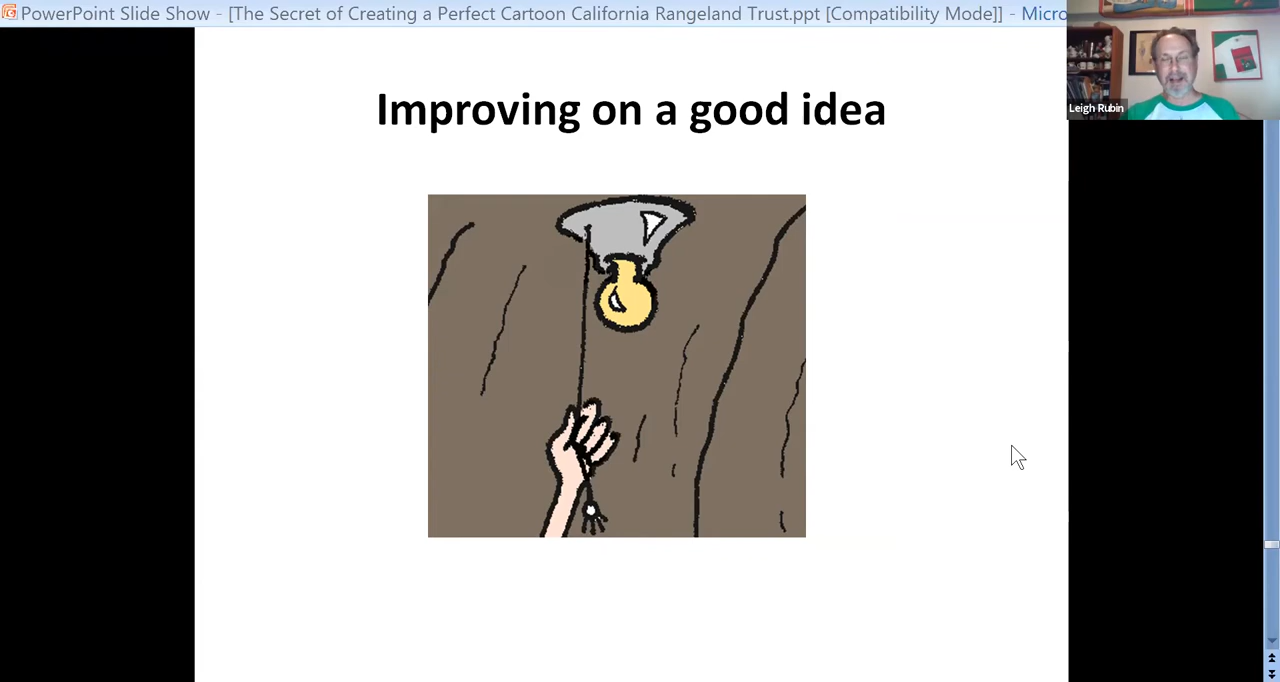 PowerPoint Slide Show - [The Secret of Creating a Perfect Cartoon California Rangeland Trust.ppt [Compatibility Mode]] - Micro
Leigh Rubin
Improving on a good idea